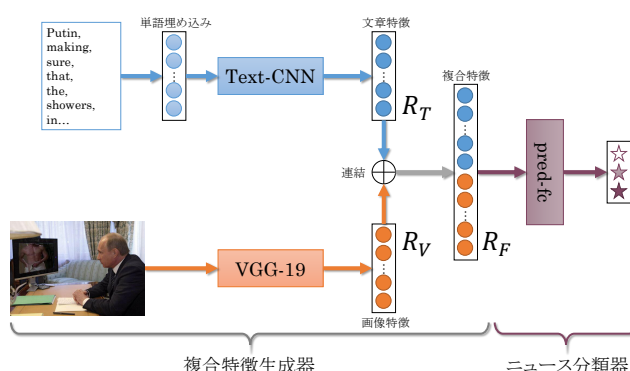 Putin,
making,
sure,
that,
the,
showers,
in…
単語埋め込み
Text-CNN
文章特徴
R_T
連結
複合特徴
R_F
pred-fc
VGG-19
R_V
画像特徴
複合特徴生成器
ニュース分類器